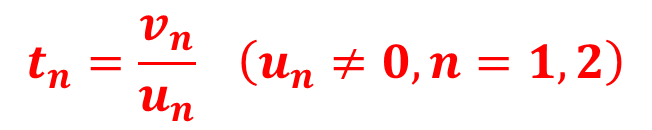 t_n = v_n / u_n (u_n ≠ 0, n = 1, 2)